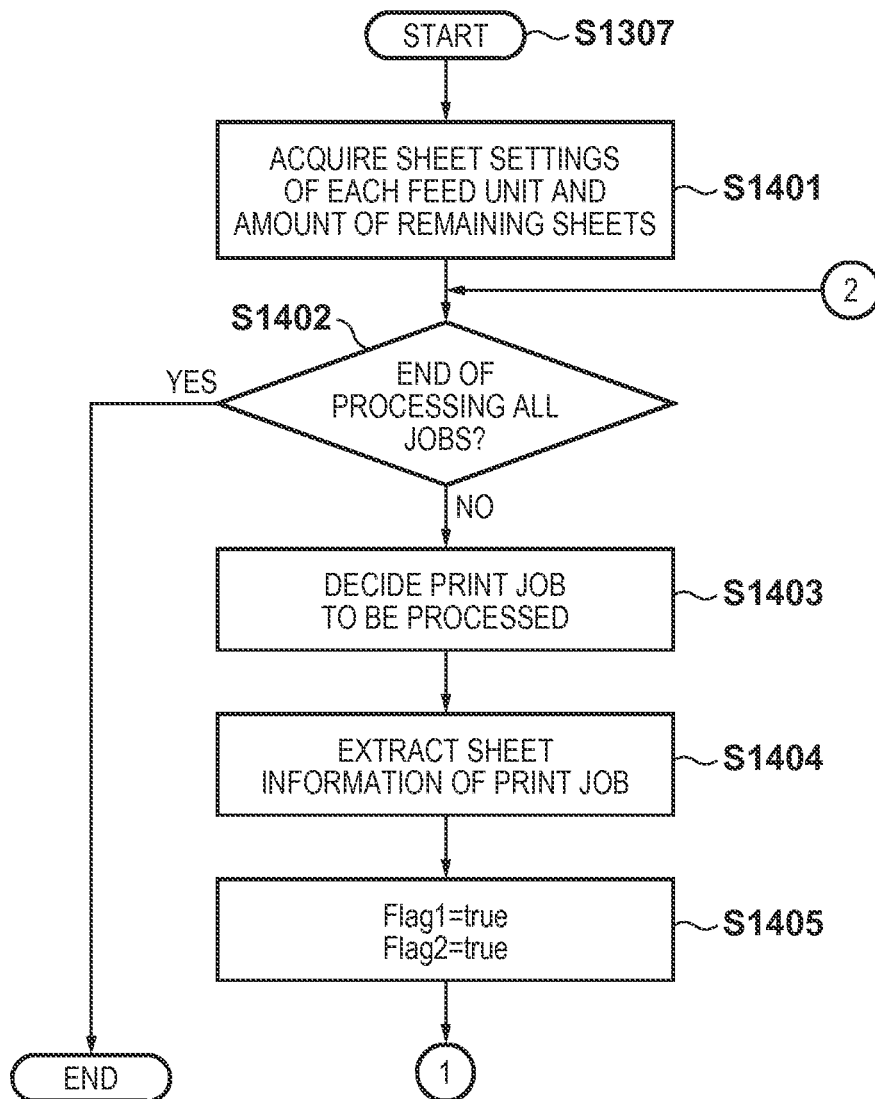 START
S1307
ACQUIRE SHEET SETTINGS
OF EACH FEED UNIT AND
AMOUNT OF REMAINING SHEETS
S1401
2
S1402
YES
END OF
PROCESSING ALL
JOBS?
NO
DECIDE PRINT JOB
TO BE PROCESSED
S1403
EXTRACT SHEET
INFORMATION OF PRINT JOB
S1404
Flag1=true
Flag2=true
S1405
END
1